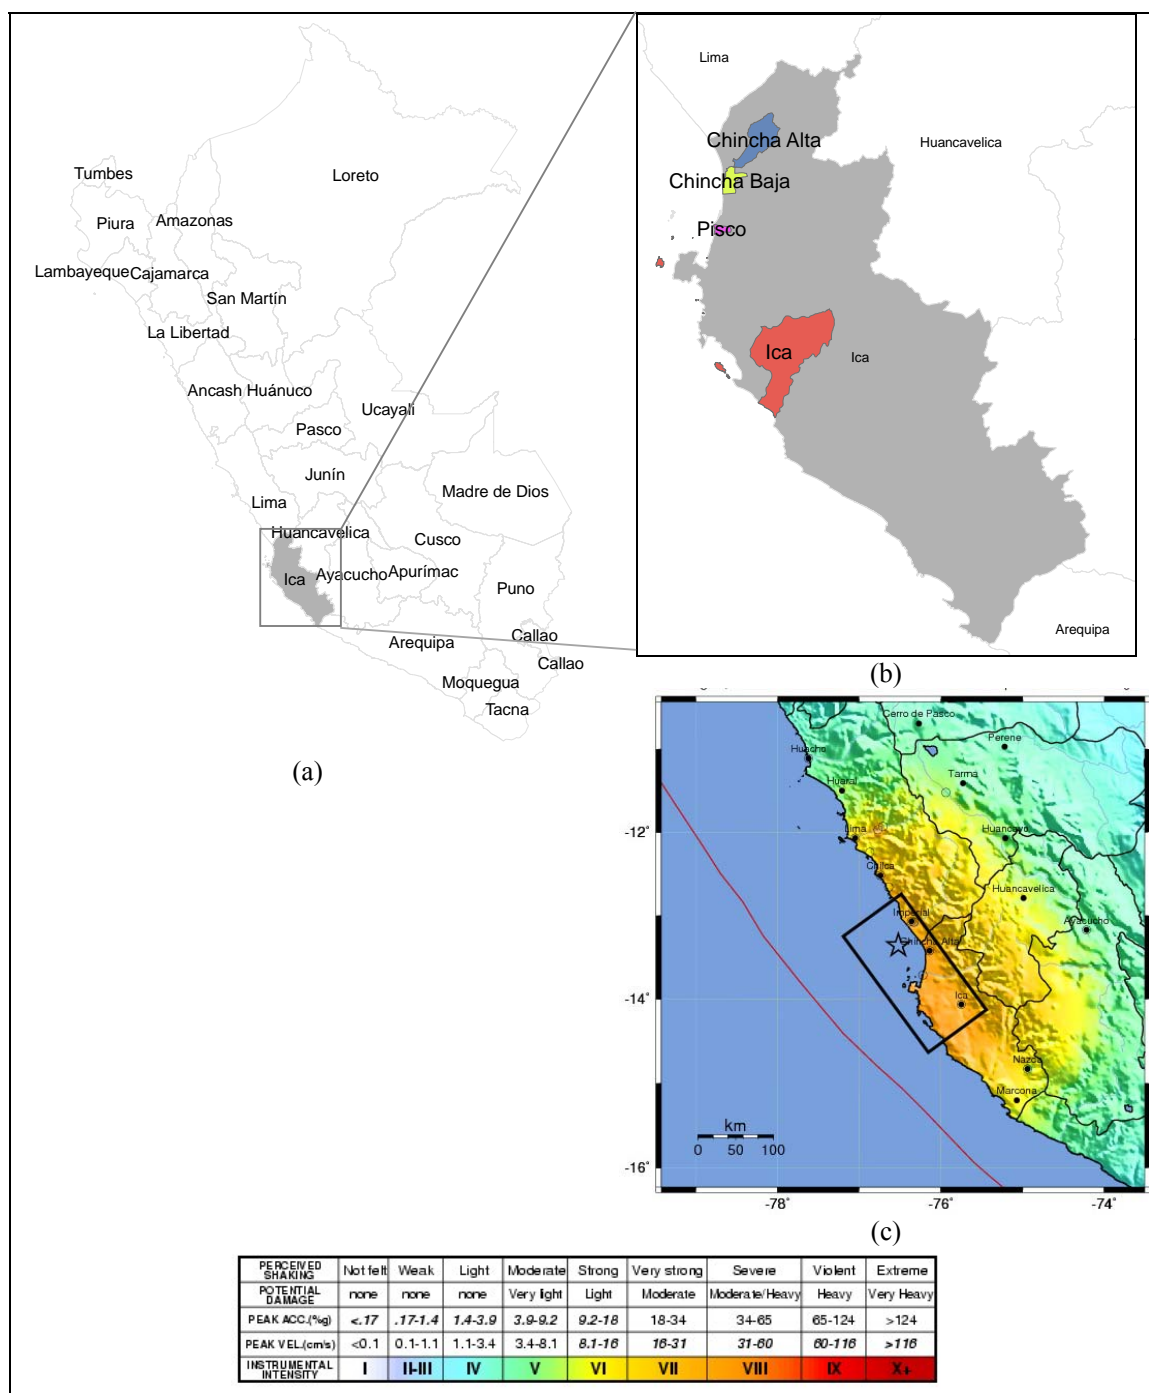 Tumbes
Loreto
Piura
Amazonas
Lambayeque
Cajamarca
San Martín
La Libertad
Ancash
Huánuco
Ucayali
Pasco
Junín
Madre de Dios
Lima
Huancavelica
Cusco
Ica
Ayacucho
Apurímac
Puno
Callao
Arequipa
Callao
Moquegua
Tacna
(a)
Lima
Chincha Alta
Huancavelica
Chincha Baja
Pisco
Ica
Ica
Arequipa
(b)
Cerro de Pasco
Perene
Huacho
Tarma
Huaral
-12°
Lima
Huancayo
Chilca
Huancavelica
Imperial
Ayacucho
Chincha Alta
-14°
Ica
Nazca
Marcona
km
0 50 100
-16°
-78° -76° -74°
(c)
PERCEIVED SHAKING Not felt Weak Light Moderate Strong Very strong Severe Violent Extreme
POTENTIAL DAMAGE none none none Very light Light Moderate Moderate/Heavy Heavy Very Heavy
PEAK ACC.(%g) <.17 .17-1.4 1.4-3.9 3.9-9.2 9.2-18 18-34 34-65 65-124 >124
PEAK VEL.(cm/s) <0.1 0.1-1.1 1.1-3.4 3.4-8.1 8.1-16 16-31 31-60 60-116 >116
INSTRUMENTAL INTENSITY I II-III IV V VI VII VIII IX X+